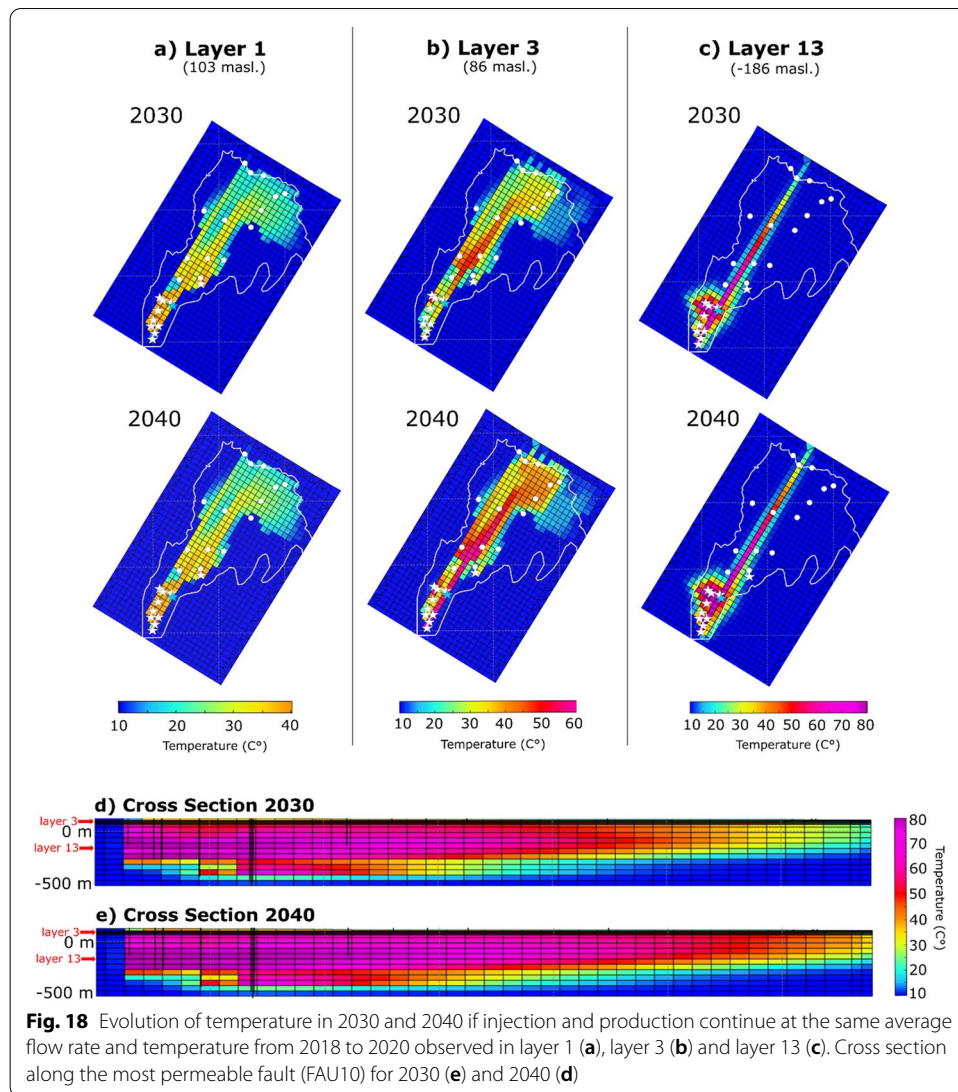 a) Layer 1
(103 masl.)
b) Layer 3
(86 masl.)
c) Layer 13
(-186 masl.)
2030
2030
2030
2040
2040
2040
10 20 30 40
Temperature (C°)
10 20 30 40 50 60
Temperature (C°)
10 20 30 40 50 60 70 80
Temperature (C°)
d) Cross Section 2030
layer 3
0 m
layer 13
-500 m
e) Cross Section 2040
layer 3
0 m
layer 13
-500 m
80
70
60
50
40
30
20
10
Temperature (C°)
Fig. 18 Evolution of temperature in 2030 and 2040 if injection and production continue at the same average
flow rate and temperature from 2018 to 2020 observed in layer 1 (a), layer 3 (b) and layer 13 (c). Cross section
along the most permeable fault (FAU10) for 2030 (e) and 2040 (d)